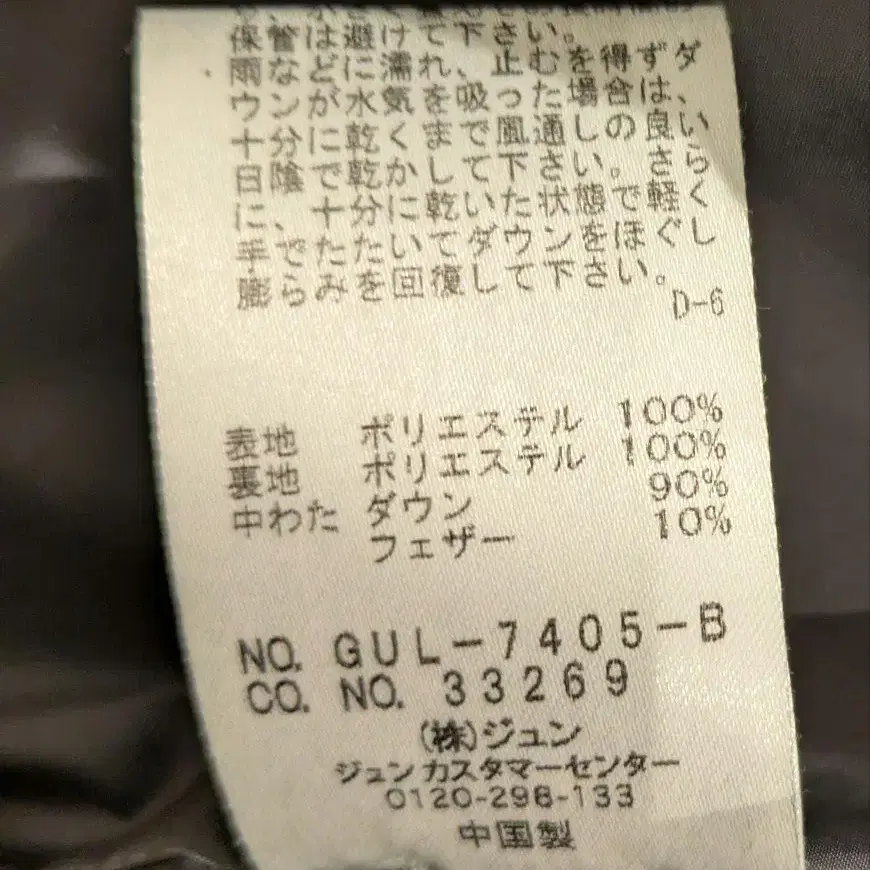 保管は避けて下さい。
雨などに濡れ、止むを得ずダ
ウンが水気を吸った場合は、
十分に乾くまで風通しの良い
日陰で乾かして下さい。さら
に、十分に乾いた状態で軽く
手でたたいてダウンをほぐし
膨らみを回復して下さい。
D-6
表地 ポリエステル 100%
裏地 ポリエステル 100%
中わた ダウン 90%
フェザー 10%
NO. GUL-7405-B
CO. NO. 33269
(株)ジュン
ジュンカスタマーセンター
0120-298-133
中国製